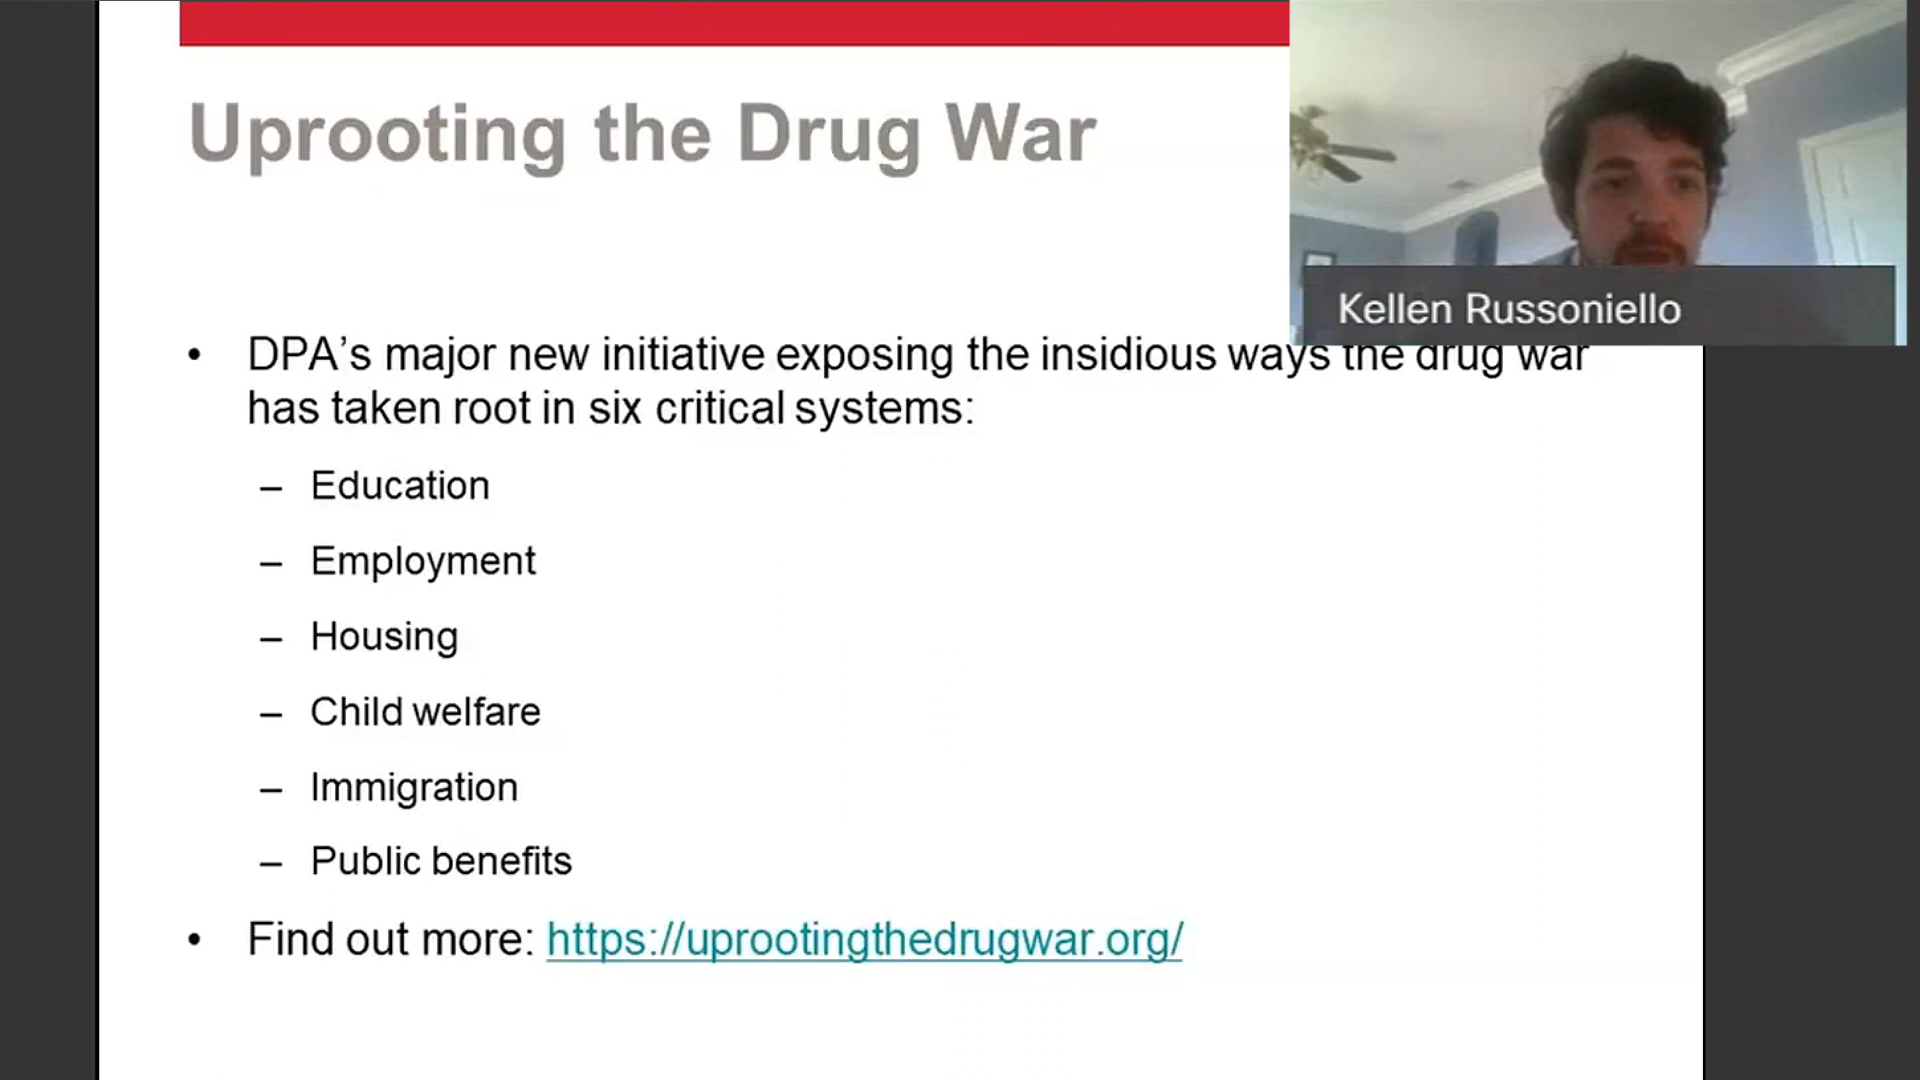 Uprooting the Drug War
Kellen Russoniello
• DPA’s major new initiative exposing the insidious ways the drug war
has taken root in six critical systems:
– Education
– Employment
– Housing
– Child welfare
– Immigration
– Public benefits
• Find out more: https://uprootingthedrugwar.org/